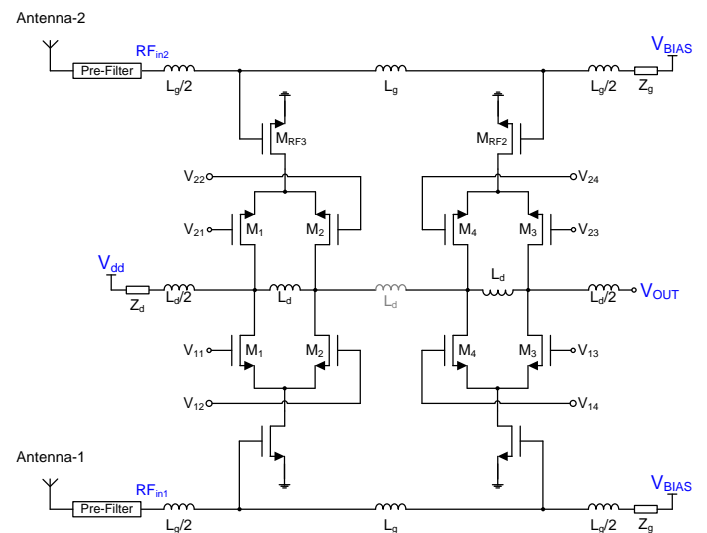 Antenna-2
RFin2
VBIAS
Pre-Filter
Lg/2
Lg
Lg/2
Zg
MRF3
MRF2
V22
V24
V21
M1
M2
M4
M3
V23
Vdd
Ld
Ld/2
Ld
Ld
Ld/2
VOUT
Zd
V11
M1
M2
M4
M3
V13
V12
V14
Antenna-1
RFin1
VBIAS
Pre-Filter
Lg/2
Lg
Lg/2
Zg